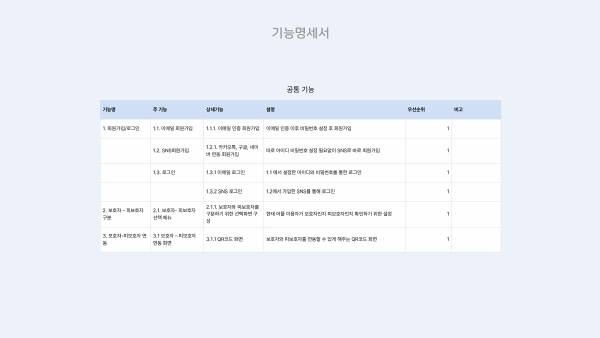 기능명세서
공통 기능
기능명 주 기능 상세기능 설명 우선순위 비고
1. 회원가입/로그인 1.1. 이메일 회원가입 1.1.1. 이메일 인증 회원가입 이메일 인증 이후 비밀번호 설정 후 회원가입 1
1.2. SNS회원가입 1.2.1. 카카오톡, 구글, 네이
버 연동 회원가입 따로 아이디 비밀번호 설정 필요없이 SNS로 바로 회원가입 1
1.3. 로그인 1.3.1 이메일 로그인 1.1 에서 설정한 아이디와 비밀번호를 통한 로그인 1
1.3.2 SNS 로그인 1.2에서 가입한 SNS를 통해 로그인 1
2. 보호자 – 피보호자
구분 2.1. 보호자- 피보호자
선택 메뉴 2.1.1. 보호자와 피보호자를
구분하기 위한 선택화면 구
성 현재 어플 이용자가 보호자인지 피보호자인지 확인하기 위한 설정 1
3. 보호자-피보호자 연
동 3.1 보호자 – 피보호자
연동 화면 3.1.1 QR코드 화면 보호자와 피보호자를 연동할 수 있게 해주는 QR코드 화면 1